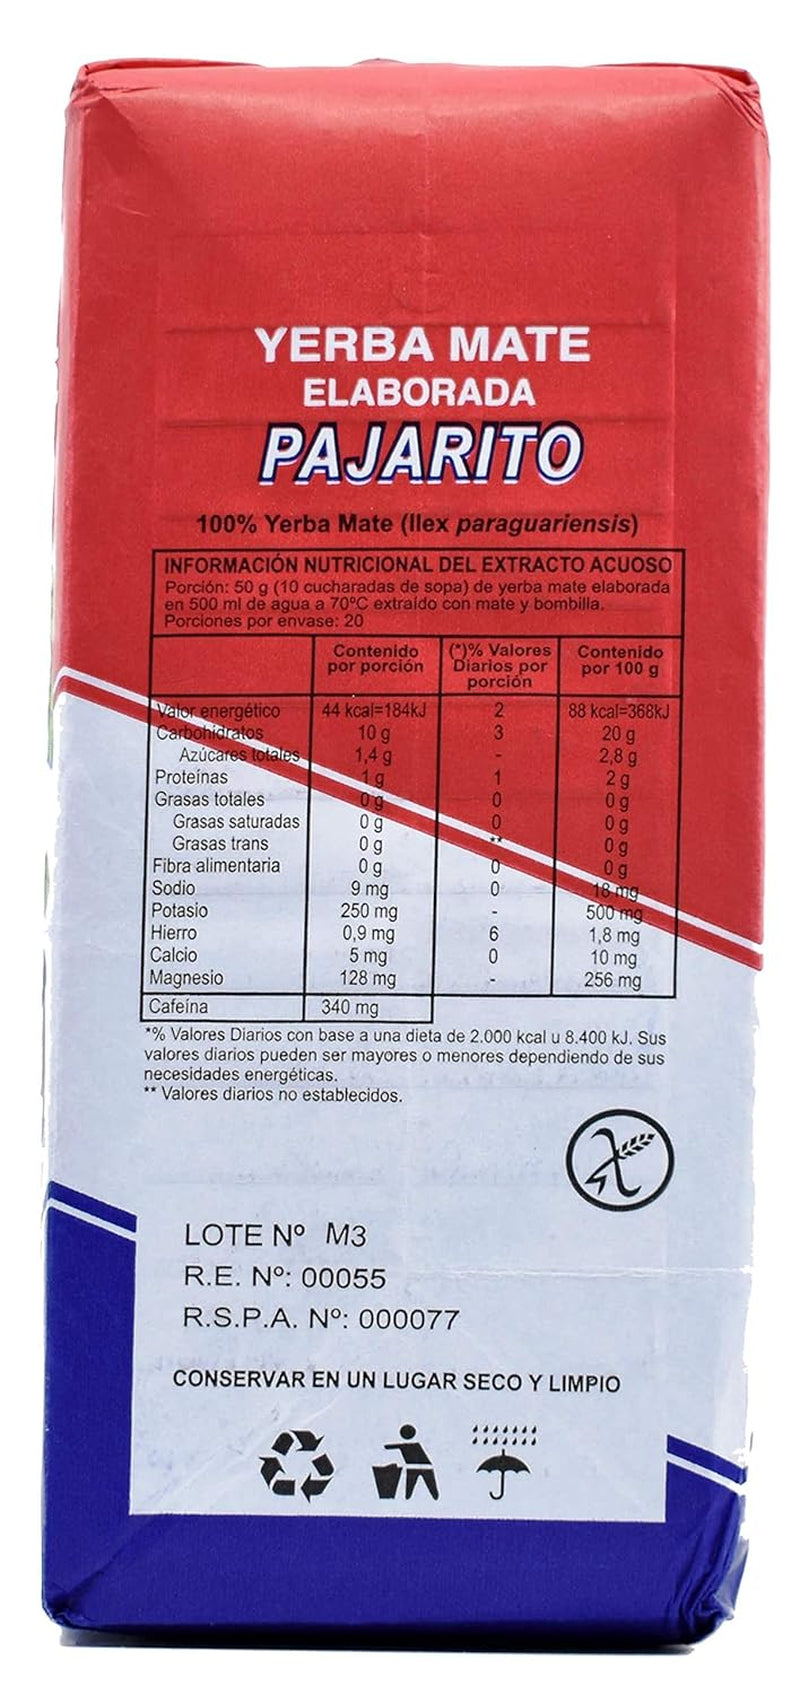 YERBA MATE
ELABORADA
PAJARITO
100% Yerba Mate (Ilex paraguariensis)
INFORMACIÓN NUTRICIONAL DEL EXTRACTO ACUOSO
Porción: 50 g (10 cucharadas de sopa) de yerba mate elaborada
en 500 ml de agua a 70ºC extraído con mate y bombilla.
Porciones por envase: 20
Contenido por porción (*)% Valores Diarios por porción Contenido por 100 g
Valor energético 44 kcal=184kJ 2 88 kcal=368kJ
Carbohidratos 10 g 3 20 g
Azúcares totales 1,4 g - 2,8 g
Proteínas 1 g 1 2 g
Grasas totales 0 g 0 0 g
Grasas saturadas 0 g 0 0 g
Grasas trans 0 g ** 0 g
Fibra alimentaria 0 g 0 0 g
Sodio 9 mg 0 18 mg
Potasio 250 mg - 500 mg
Hierro 0,9 mg 6 1,8 mg
Calcio 5 mg 0 10 mg
Magnesio 128 mg - 256 mg
Cafeína 340 mg
*% Valores Diarios con base a una dieta de 2.000 kcal u 8.400 kJ. Sus
valores diarios pueden ser mayores o menores dependiendo de sus
necesidades energéticas.
** Valores diarios no establecidos.
LOTE Nº M3
R.E. Nº: 00055
R.S.P.A. Nº: 000077
CONSERVAR EN UN LUGAR SECO Y LIMPIO